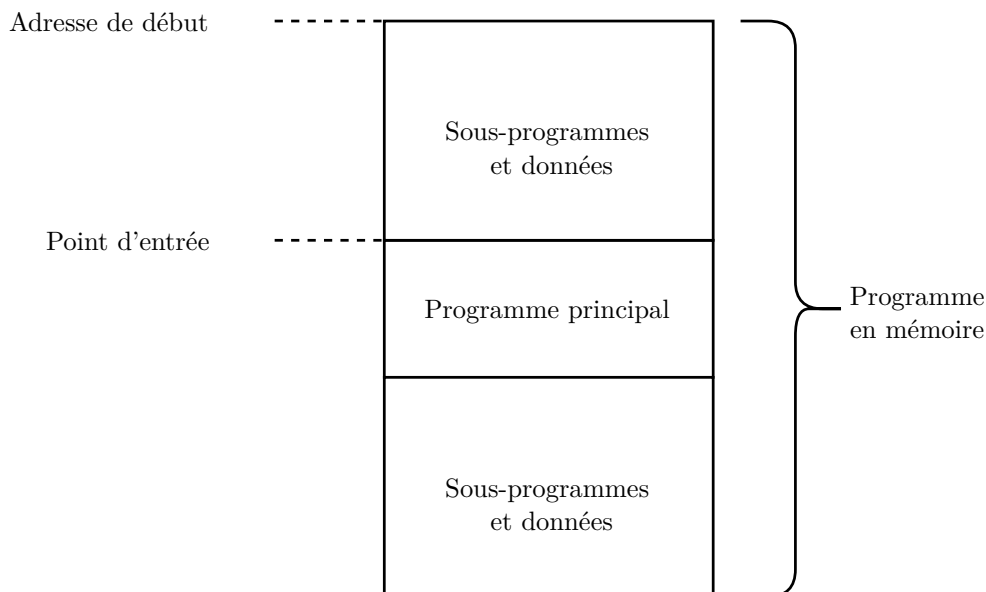 Adresse de début
Sous-programmes
et données
Point d'entrée
Programme principal
Programme
en mémoire
Sous-programmes
et données